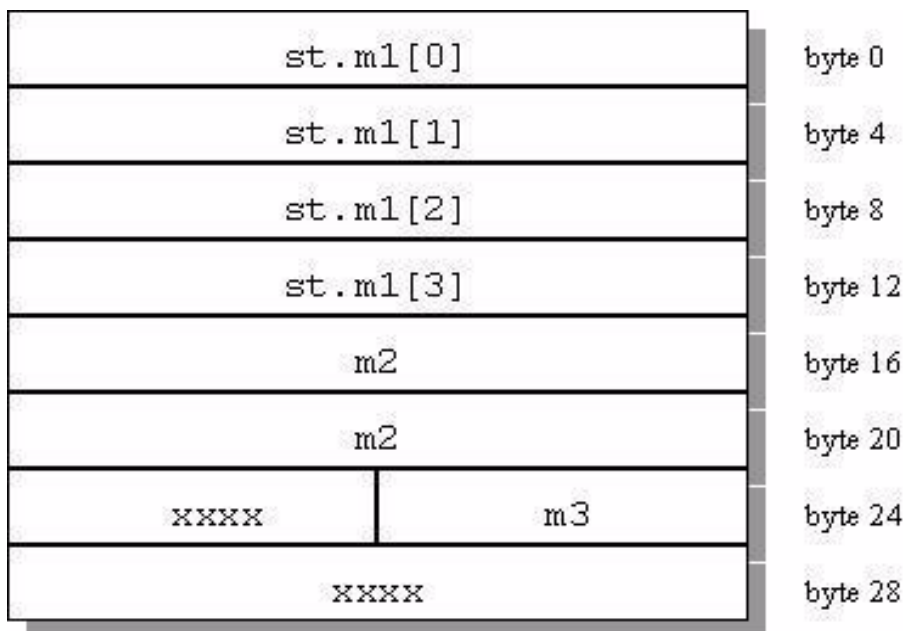 st.m1[0] byte 0
st.m1[1] byte 4
st.m1[2] byte 8
st.m1[3] byte 12
m2 byte 16
m2 byte 20
xxxx m3 byte 24
xxxx byte 28